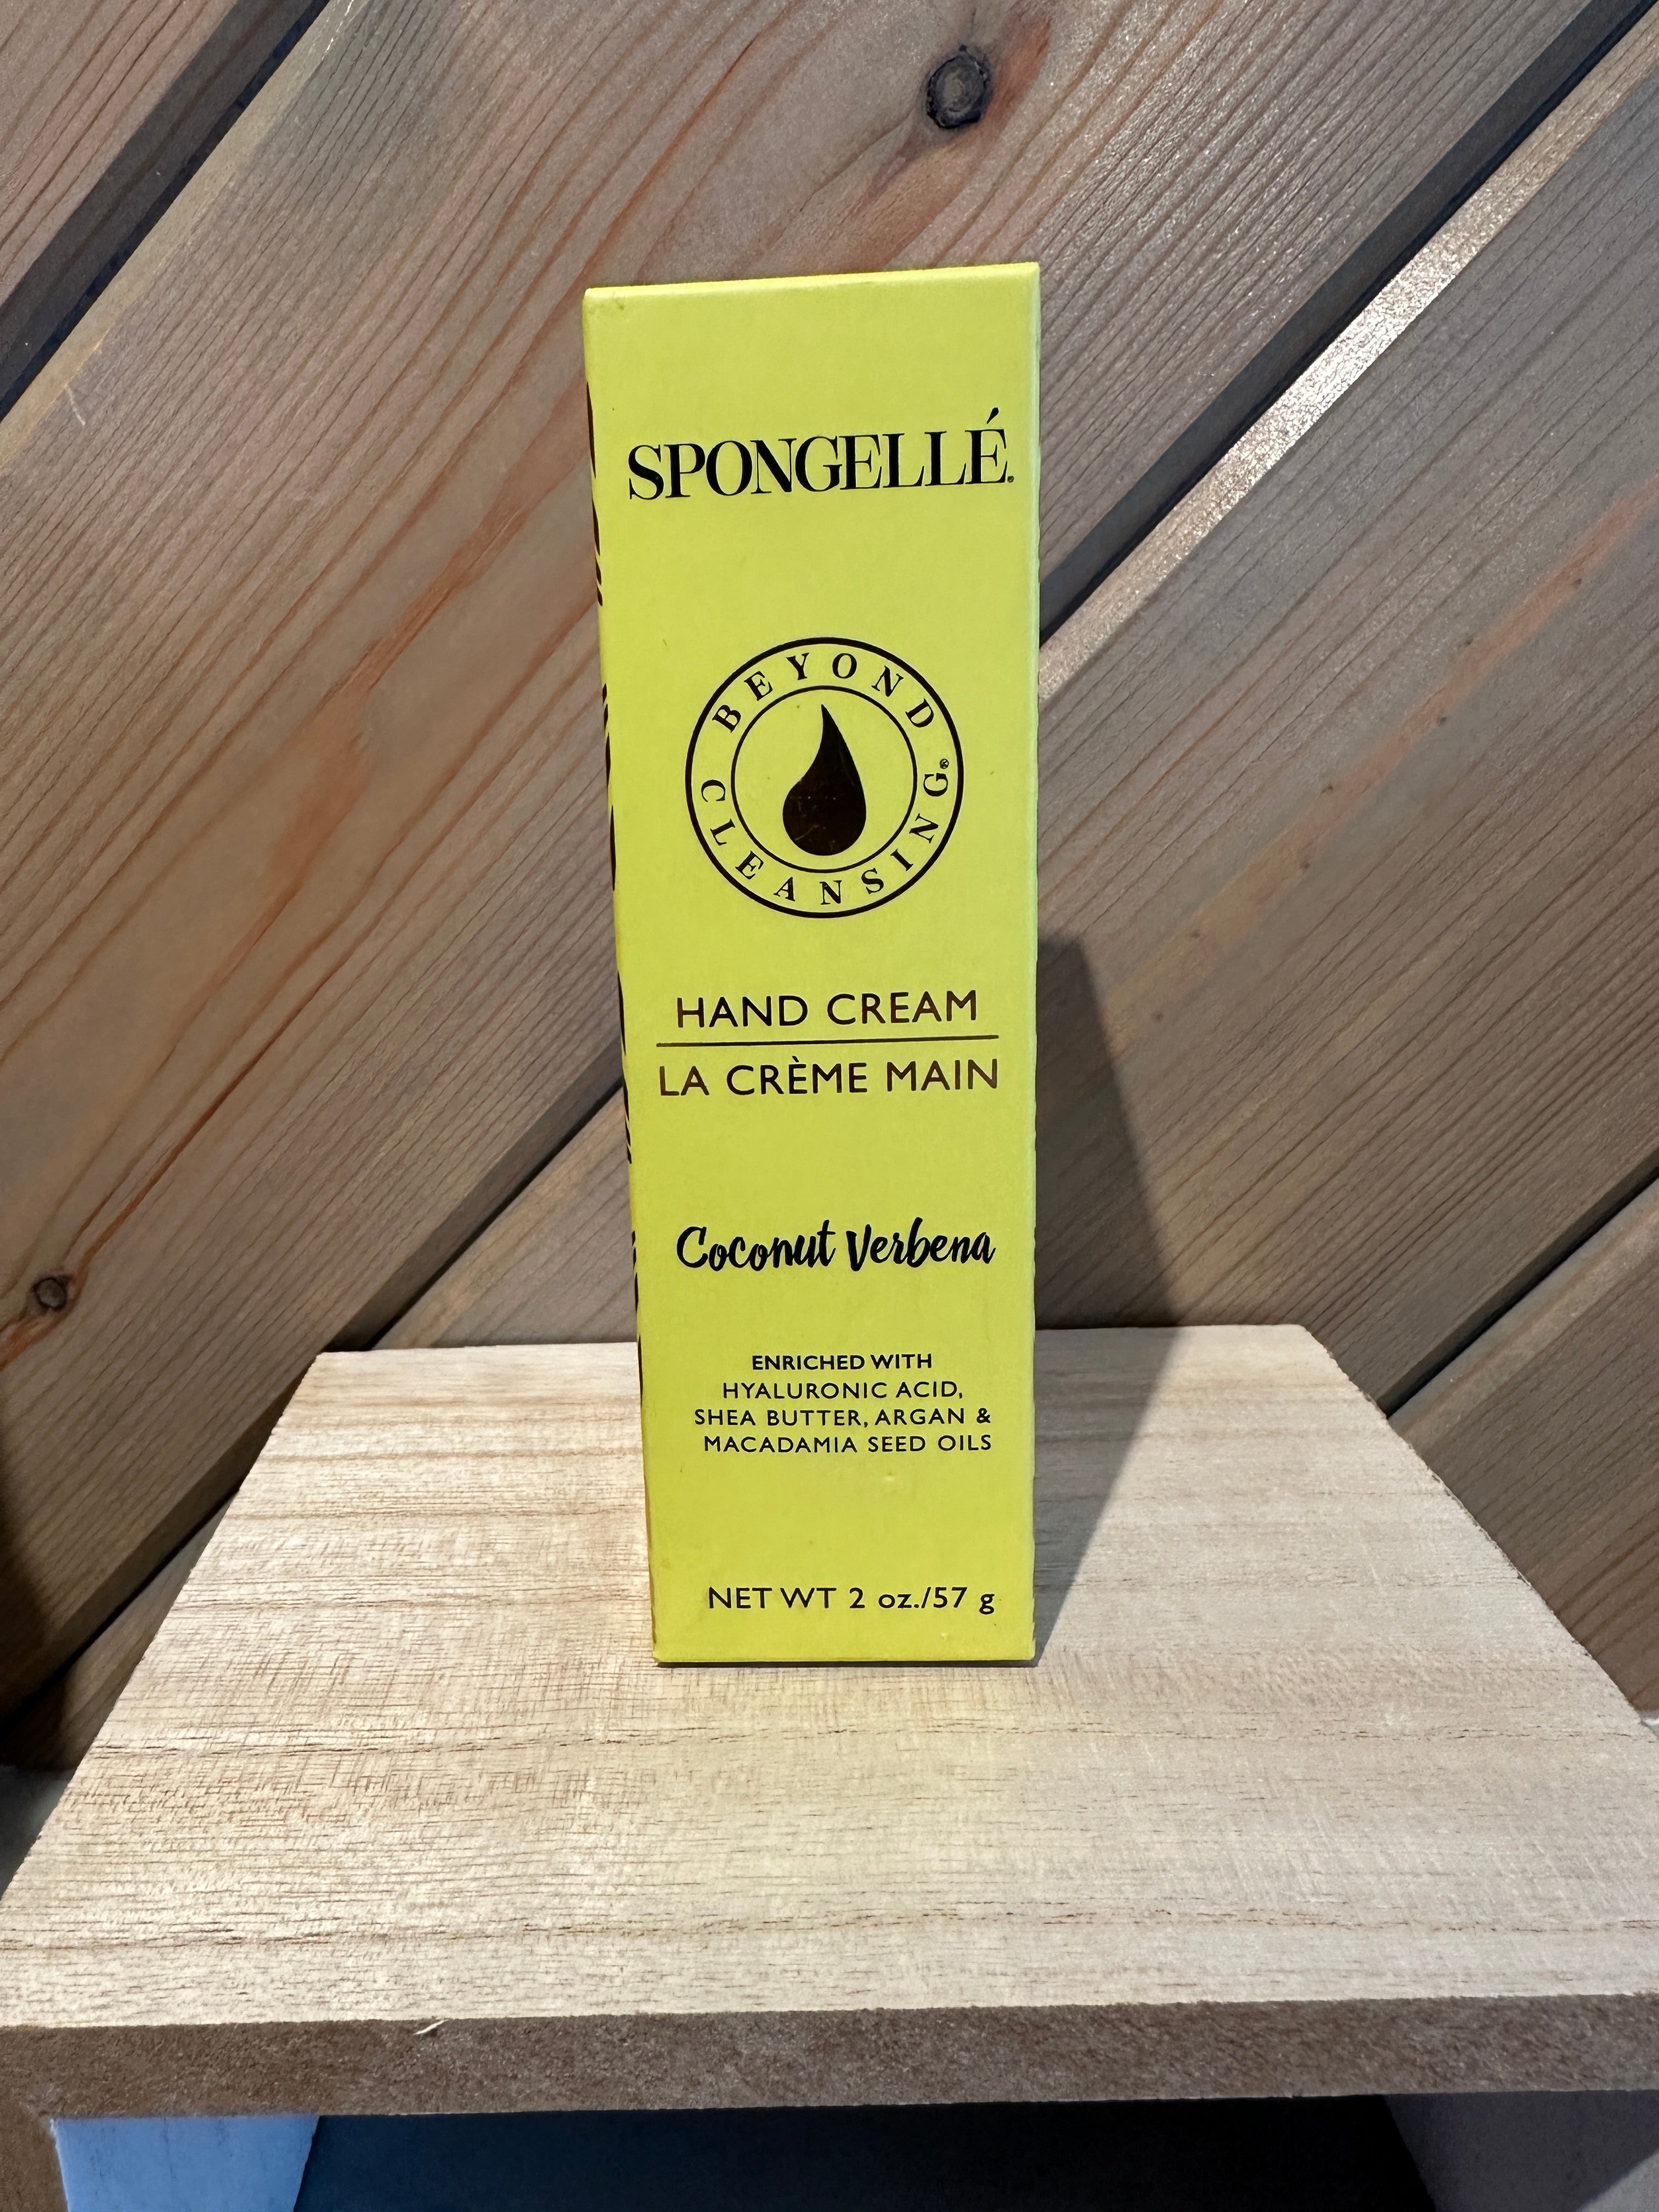 SPONGELLÉ®
BEYOND
CLEANSING®
HAND CREAM
LA CRÈME MAIN
Coconut Verbena
ENRICHED WITH
HYALURONIC ACID,
SHEA BUTTER, ARGAN &
MACADAMIA SEED OILS
NET WT 2 oz./57 g